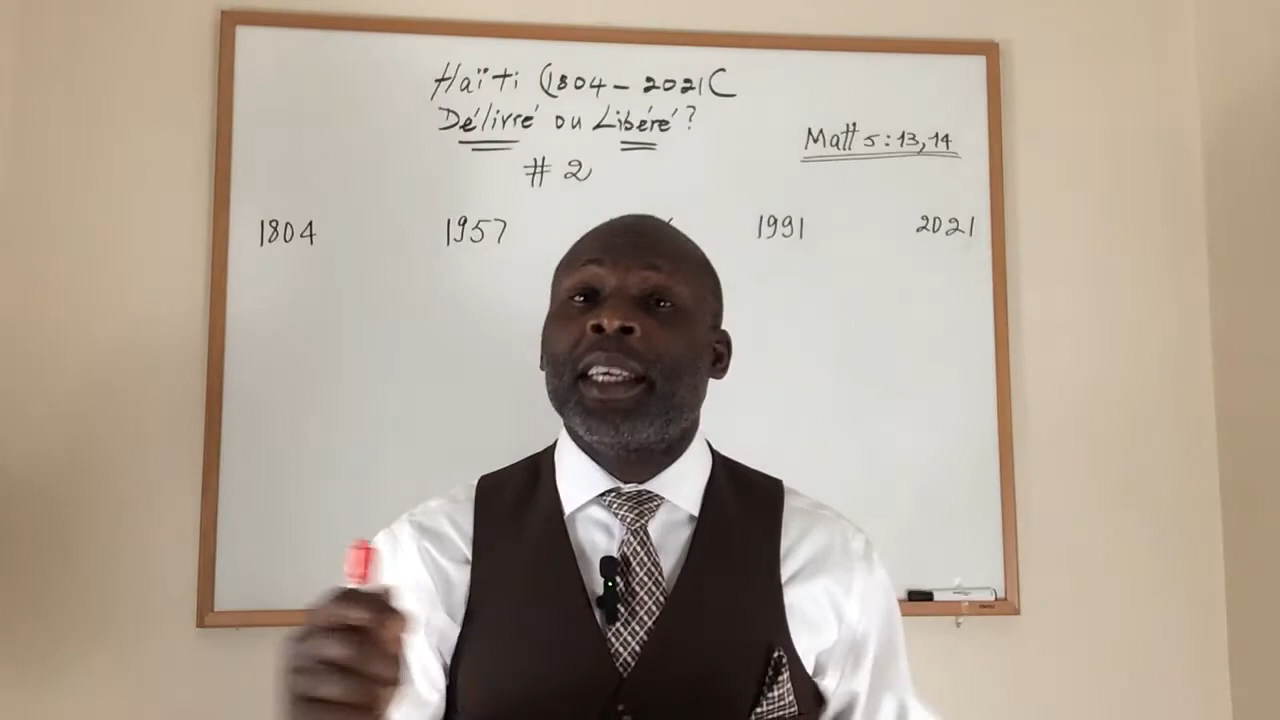 Haïti (1804 - 2021(
Délivré ou Libéré ?
# 2
Matt 5 : 13, 14
1804 1957 1991 2021